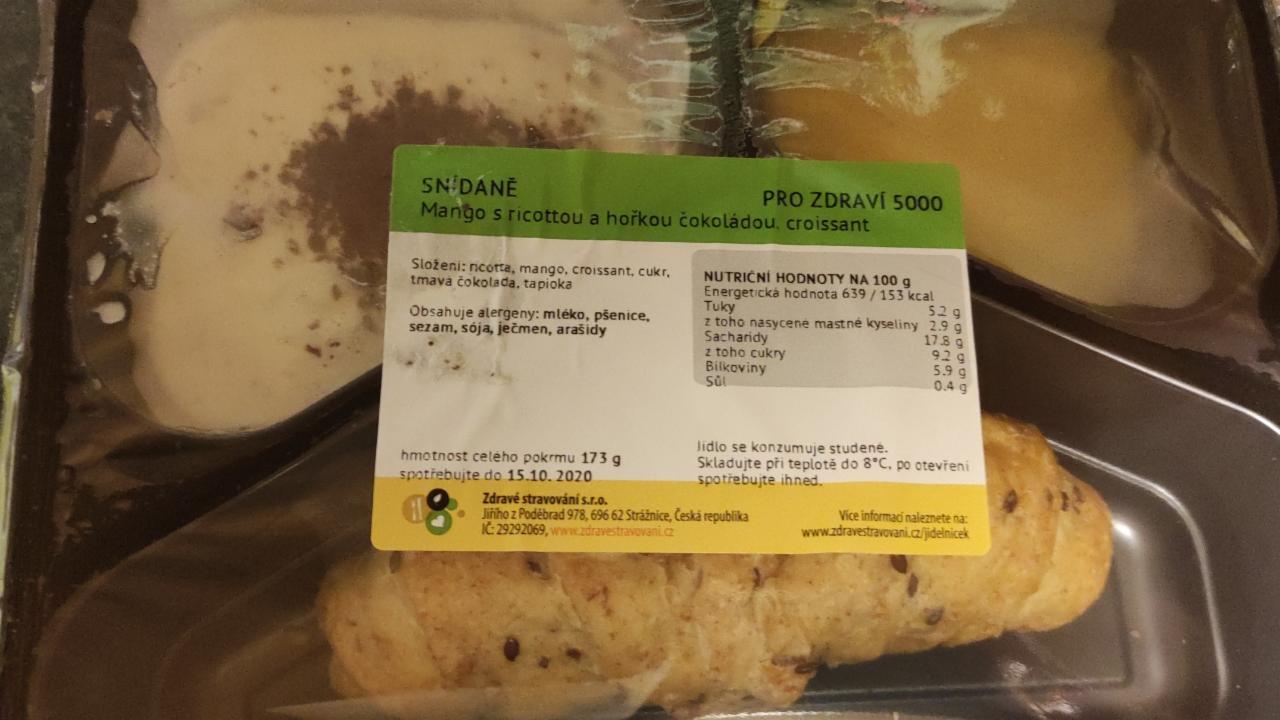 SNÍDANĚ
PRO ZDRAVÍ 5000
Mango s ricottou a hořkou čokoládou, croissant
Složení: ricotta, mango, croissant, cukr,
tmavá čokoláda, tapioka
Obsahuje alergeny: mléko, pšenice,
sezam, sója, ječmen, arašidy
hmotnost celého pokrmu 173 g
spotřebujte do 15.10. 2020
NUTRIČNÍ HODNOTY NA 100 g
Energetická hodnota 639 / 153 kcal
Tuky 5.2 g
z toho nasycené mastné kyseliny 2.9 g
Sacharidy 17.8 g
z toho cukry 9.2 g
Bílkoviny 5.9 g
Sůl 0.4 g
Jídlo se konzumuje studené.
Skladujte při teplotě do 8°C, po otevření
spotřebujte ihned.
Zdravé stravování s.r.o.
Jiřího z Poděbrad 978, 696 62 Strážnice, Česká republika
IČ: 29292069, www.zdravestravovani.cz
Více informací naleznete na:
www.zdravestravovani.cz/jidelnicek